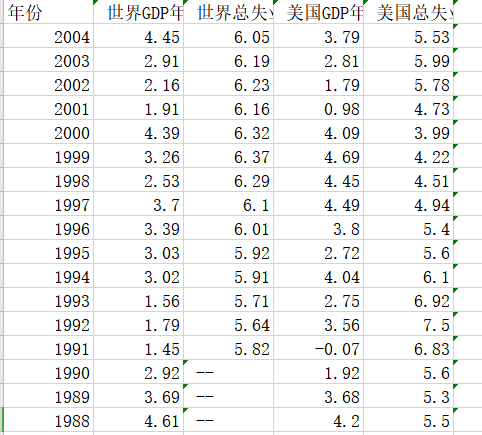 年份 世界GDP年 世界总失业 美国GDP年 美国总失业
2004 4.45 6.05 3.79 5.53
2003 2.91 6.19 2.81 5.99
2002 2.16 6.23 1.79 5.78
2001 1.91 6.16 0.98 4.73
2000 4.39 6.32 4.09 3.99
1999 3.26 6.37 4.69 4.22
1998 2.53 6.29 4.45 4.51
1997 3.7 6.1 4.49 4.94
1996 3.39 6.01 3.8 5.4
1995 3.03 5.92 2.72 5.6
1994 3.02 5.91 4.04 6.1
1993 1.56 5.71 2.75 6.92
1992 1.79 5.64 3.56 7.5
1991 1.45 5.82 -0.07 6.83
1990 2.92 -- 1.92 5.6
1989 3.69 -- 3.68 5.3
1988 4.61 -- 4.2 5.5